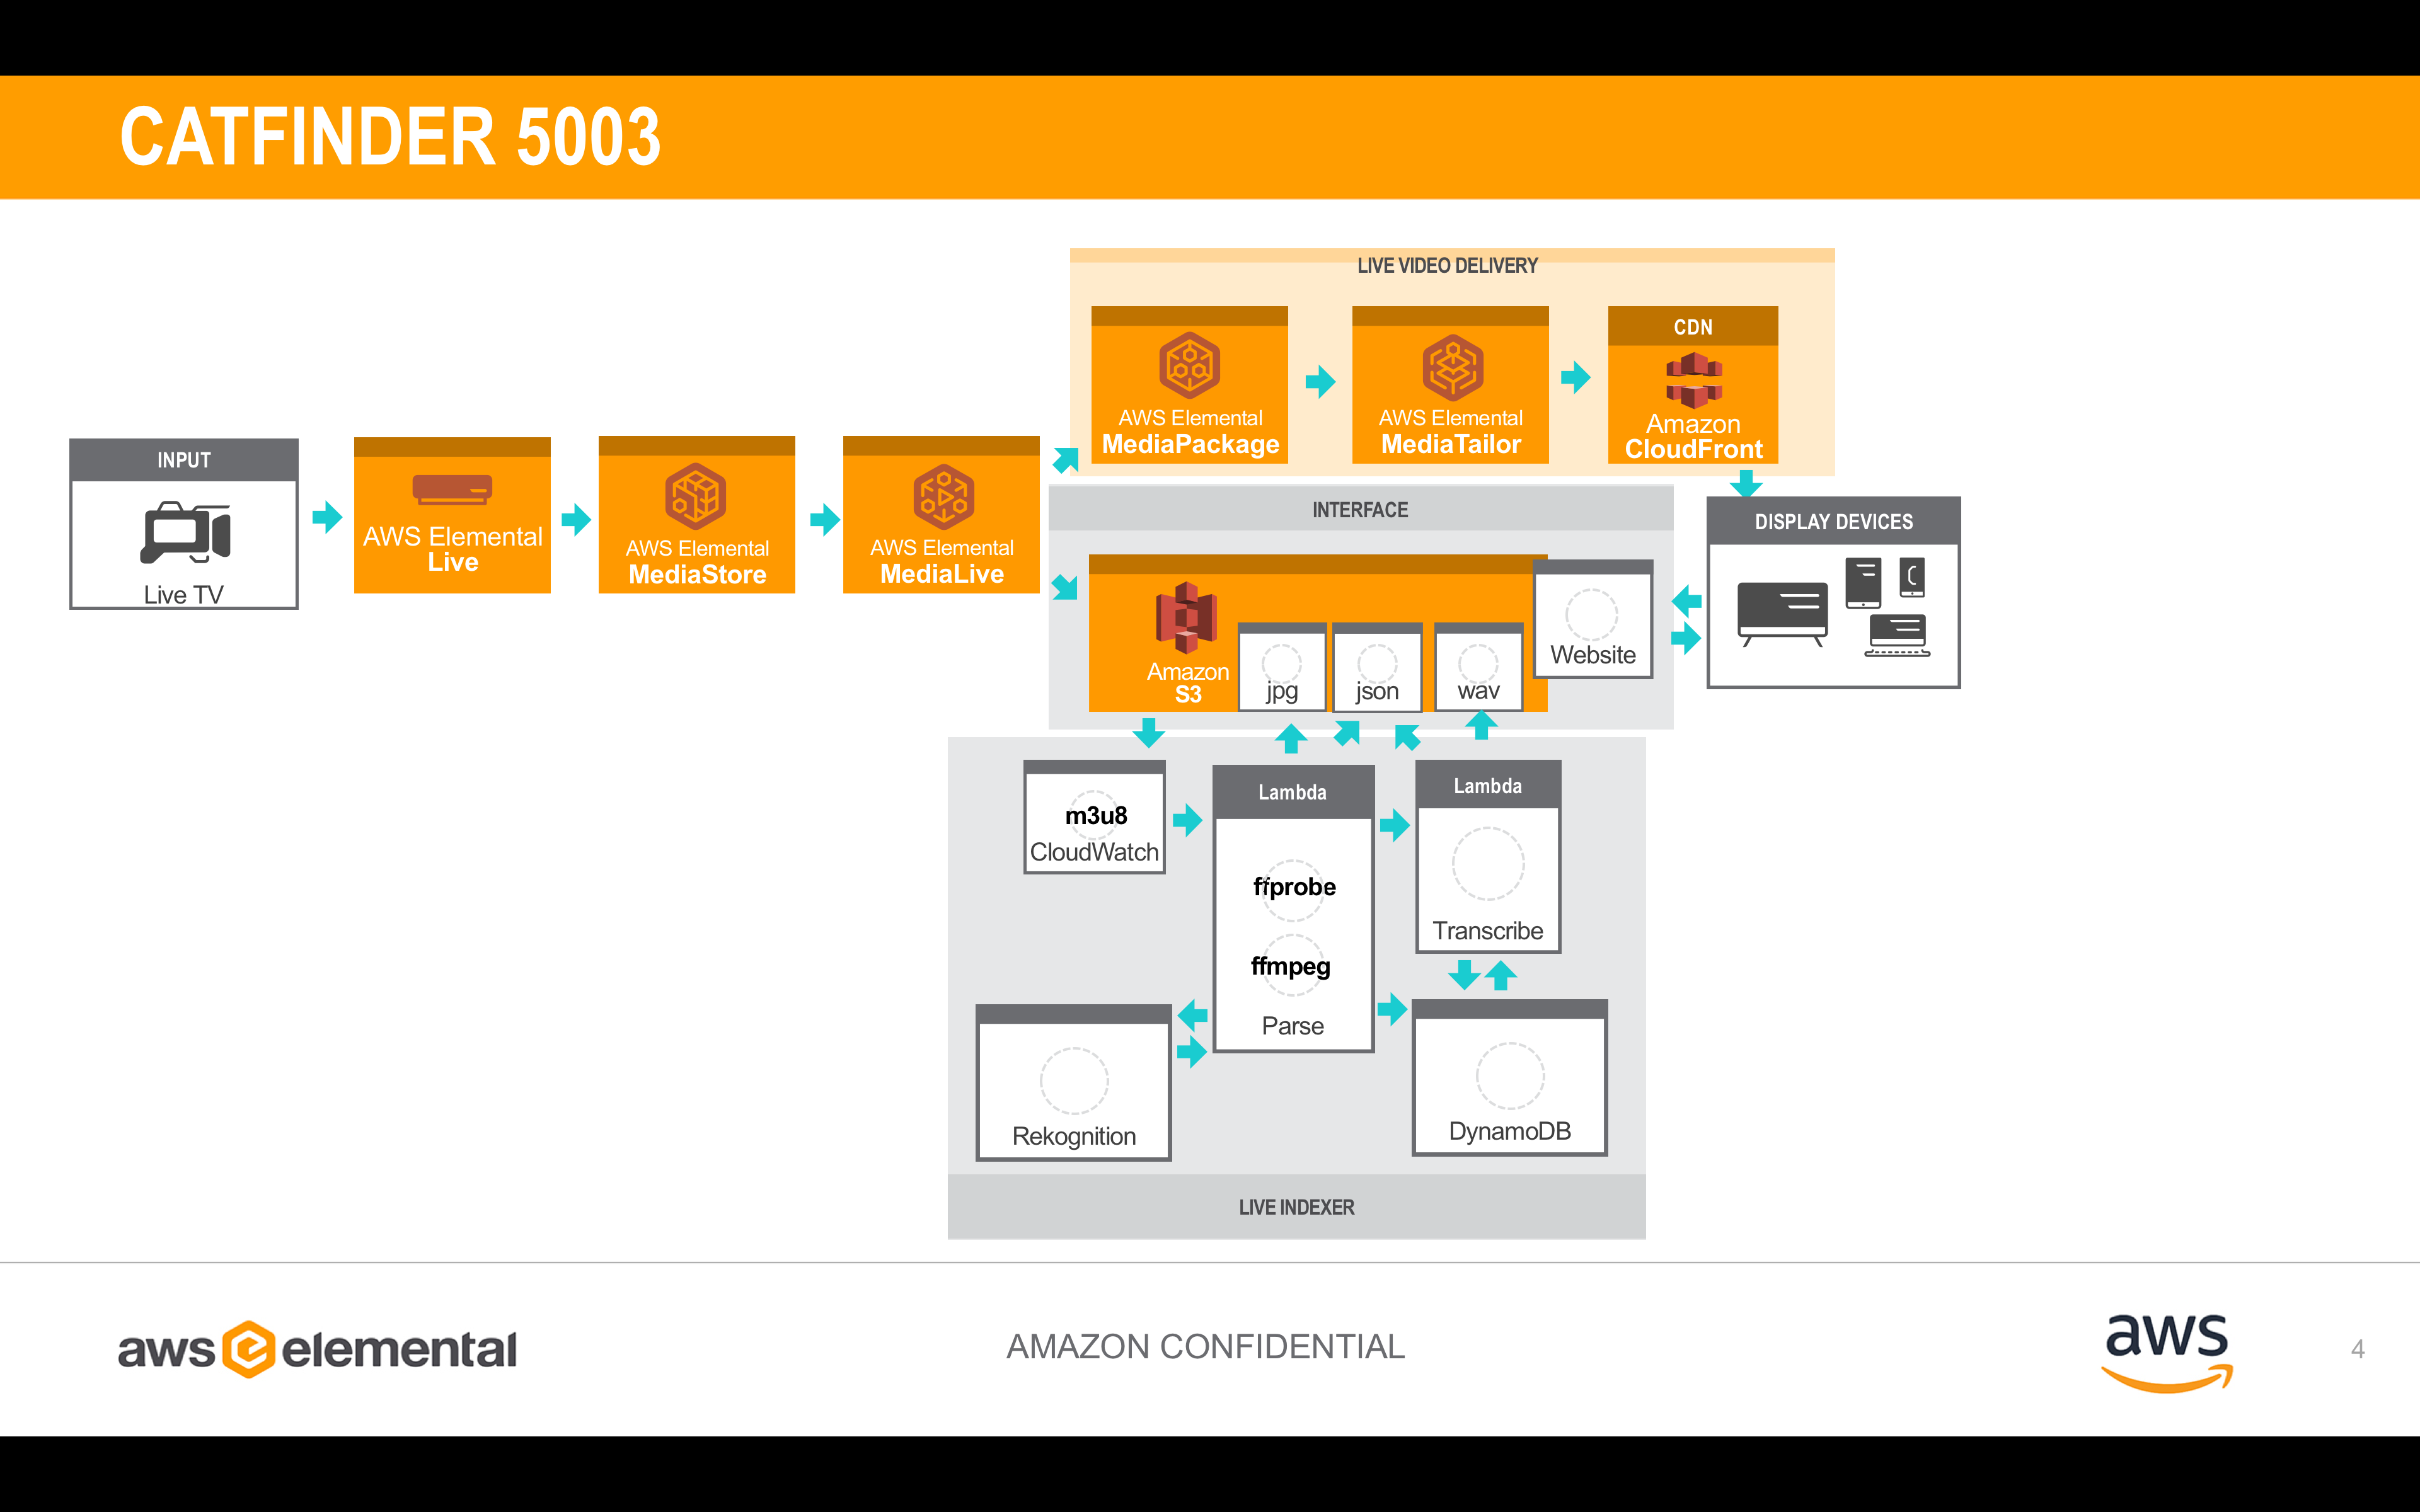 CATFINDER 5003
LIVE VIDEO DELIVERY
AWS Elemental
MediaPackage
AWS Elemental
MediaTailor
CDN
Amazon
CloudFront
INPUT
Live TV
AWS Elemental
Live
AWS Elemental
MediaStore
AWS Elemental
MediaLive
INTERFACE
Amazon
S3
jpg
json
wav
Website
DISPLAY DEVICES
m3u8
CloudWatch
Lambda
ffprobe
ffmpeg
Parse
Lambda
Transcribe
Rekognition
DynamoDB
LIVE INDEXER
aws e elemental
AMAZON CONFIDENTIAL
aws
4